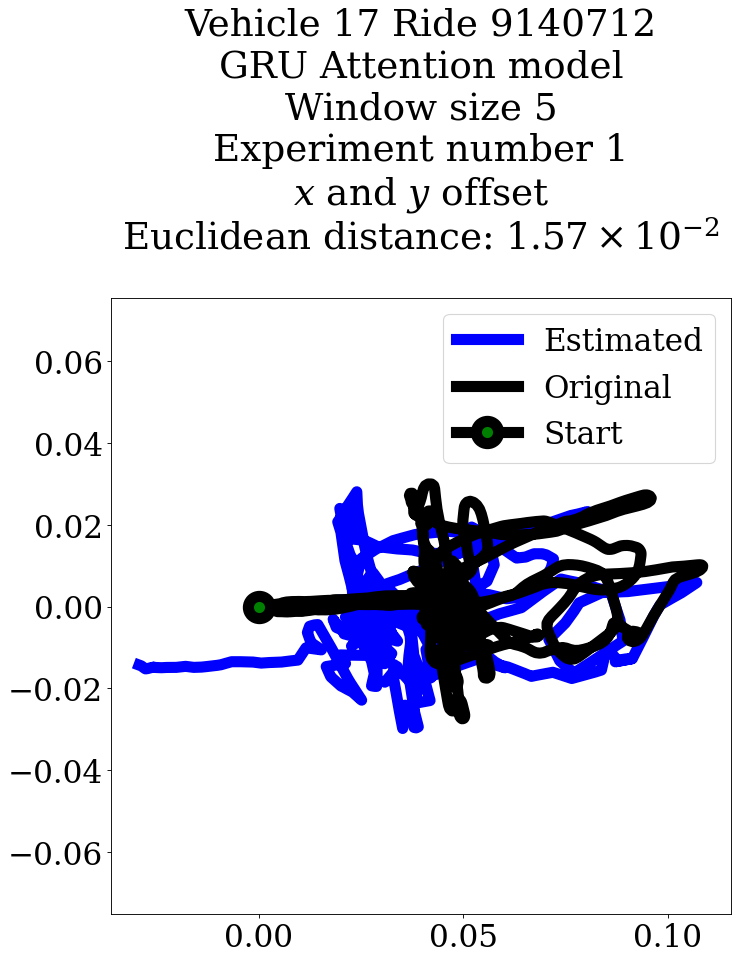 Vehicle 17 Ride 9140712
GRU Attention model
Window size 5
Experiment number 1
x and y offset
Euclidean distance: 1.57 × 10⁻²
Estimated
Original
Start
0.06
0.04
0.02
0.00
−0.02
−0.04
−0.06
0.00 0.05 0.10